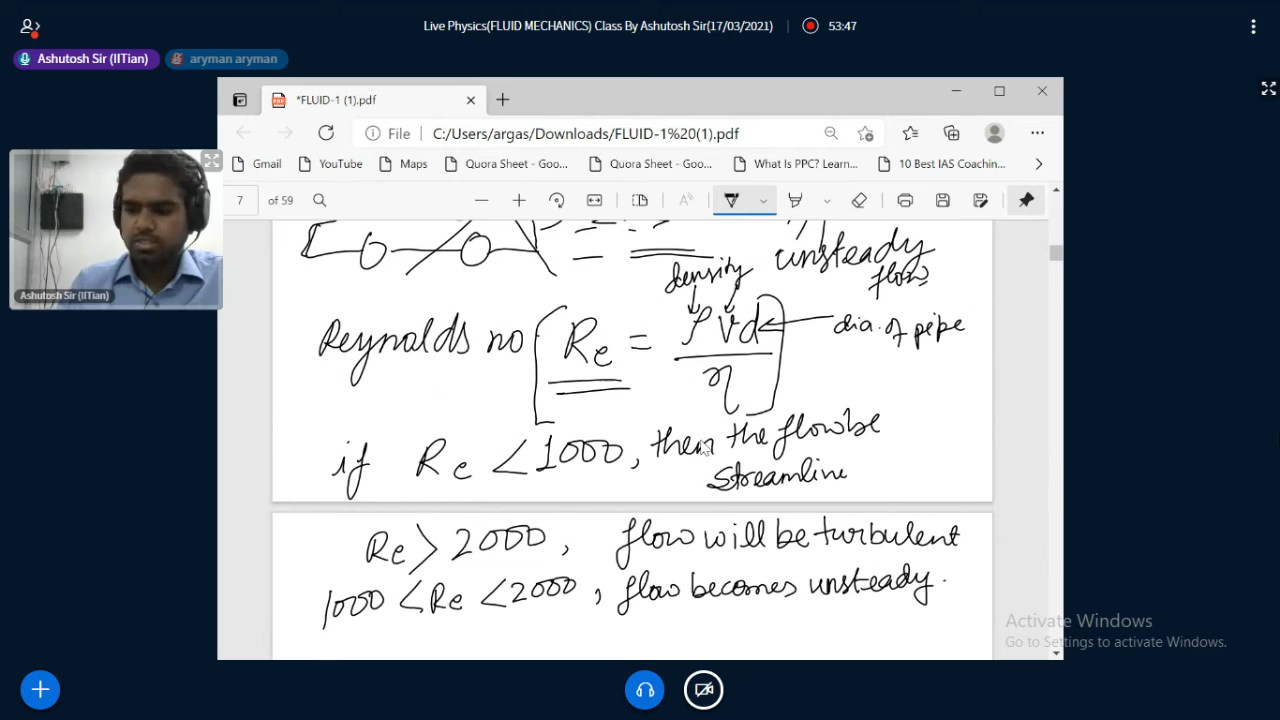 Live Physics(FLUID MECHANICS) Class By Ashutosh Sir(17/03/2021)
53:47
Ashutosh Sir (IITian)
aryman aryman
*FLUID-1 (1).pdf
File
C:/Users/argas/Downloads/FLUID-1%20(1).pdf
Gmail
YouTube
Maps
Quora Sheet - Goo...
Quora Sheet - Goo...
What Is PPC? Learn...
10 Best IAS Coachin...
7 of 59
Ashutosh Sir (IITian)
unsteady
flow
density
Reynolds no [Re = ρvd/η]
dia. of pipe
if Re < 1000, then the flow be
streamline
Re > 2000, flow will be turbulent
1000 < Re < 2000, flow becomes unsteady.
Activate Windows
Go to Settings to activate Windows.